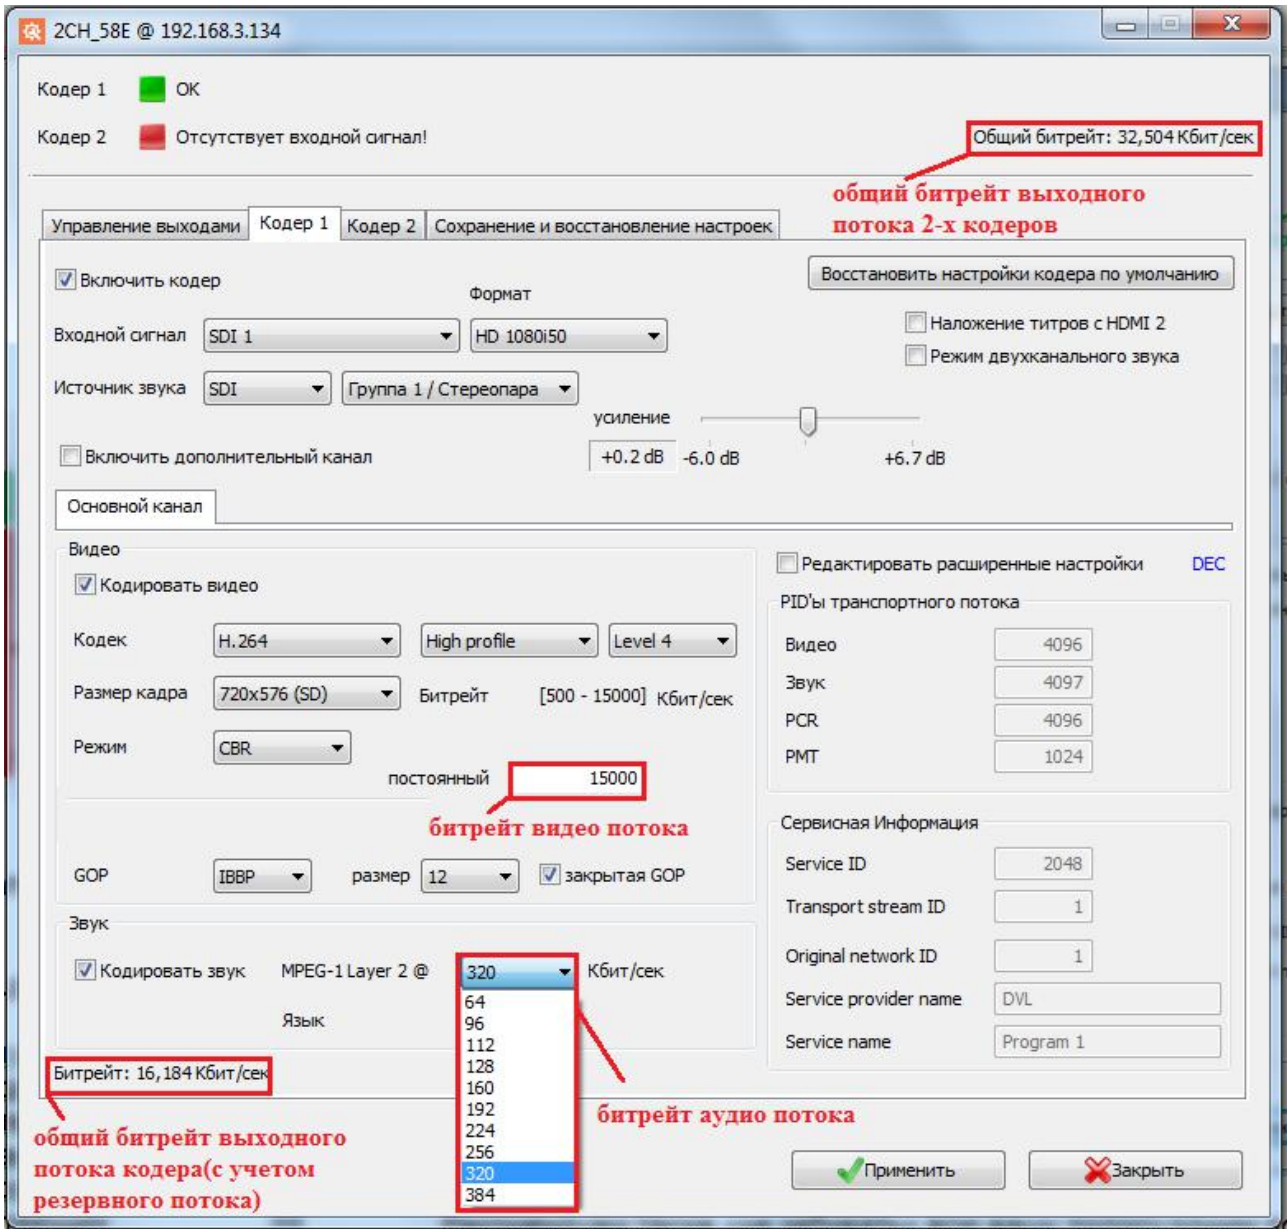 2CH_58E @ 192.168.3.134
Кодер 1 OK
Кодер 2 Отсутствует входной сигнал!
Общий битрейт: 32,504 Кбит/сек
общий битрейт выходного
потока 2-х кодеров
Управление выходами Кодер 1 Кодер 2 Сохранение и восстановление настроек
Включить кодер
Восстановить настройки кодера по умолчанию
Формат
Входной сигнал SDI 1 HD 1080i50
Наложение титров с HDMI 2
Режим двухканального звука
Источник звука SDI Группа 1 / Стереопара
усиление
Включить дополнительный канал
+0.2 dB -6.0 dB +6.7 dB
Основной канал
Видео
Кодировать видео
Кодек H.264 High profile Level 4
Размер кадра 720x576 (SD) Битрейт [500 - 15000] Кбит/сек
Режим CBR
постоянный 15000
битрейт видео потока
GOP IBBP размер 12 закрытая GOP
Звук
Кодировать звук MPEG-1 Layer 2 @ 320 Кбит/сек
Язык
64
96
112
128
160
192
224
256
320
384
Битрейт: 16,184 Кбит/сек
общий битрейт выходного
потока кодера(с учетом
резервного потока)
битрейт аудио потока
Редактировать расширенные настройки DEC
PID'ы транспортного потока
Видео 4096
Звук 4097
PCR 4096
PMT 1024
Сервисная Информация
Service ID 2048
Transport stream ID 1
Original network ID 1
Service provider name DVL
Service name Program 1
Применить Закрыть